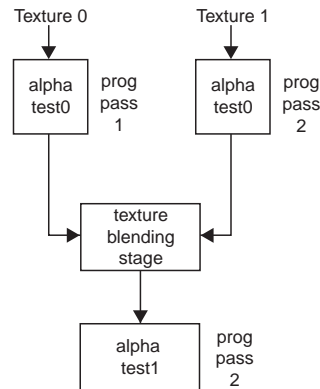 Texture 0
Texture 1
alpha
test0
prog
pass
1
alpha
test0
prog
pass
2
texture
blending
stage
alpha
test1
prog
pass
2